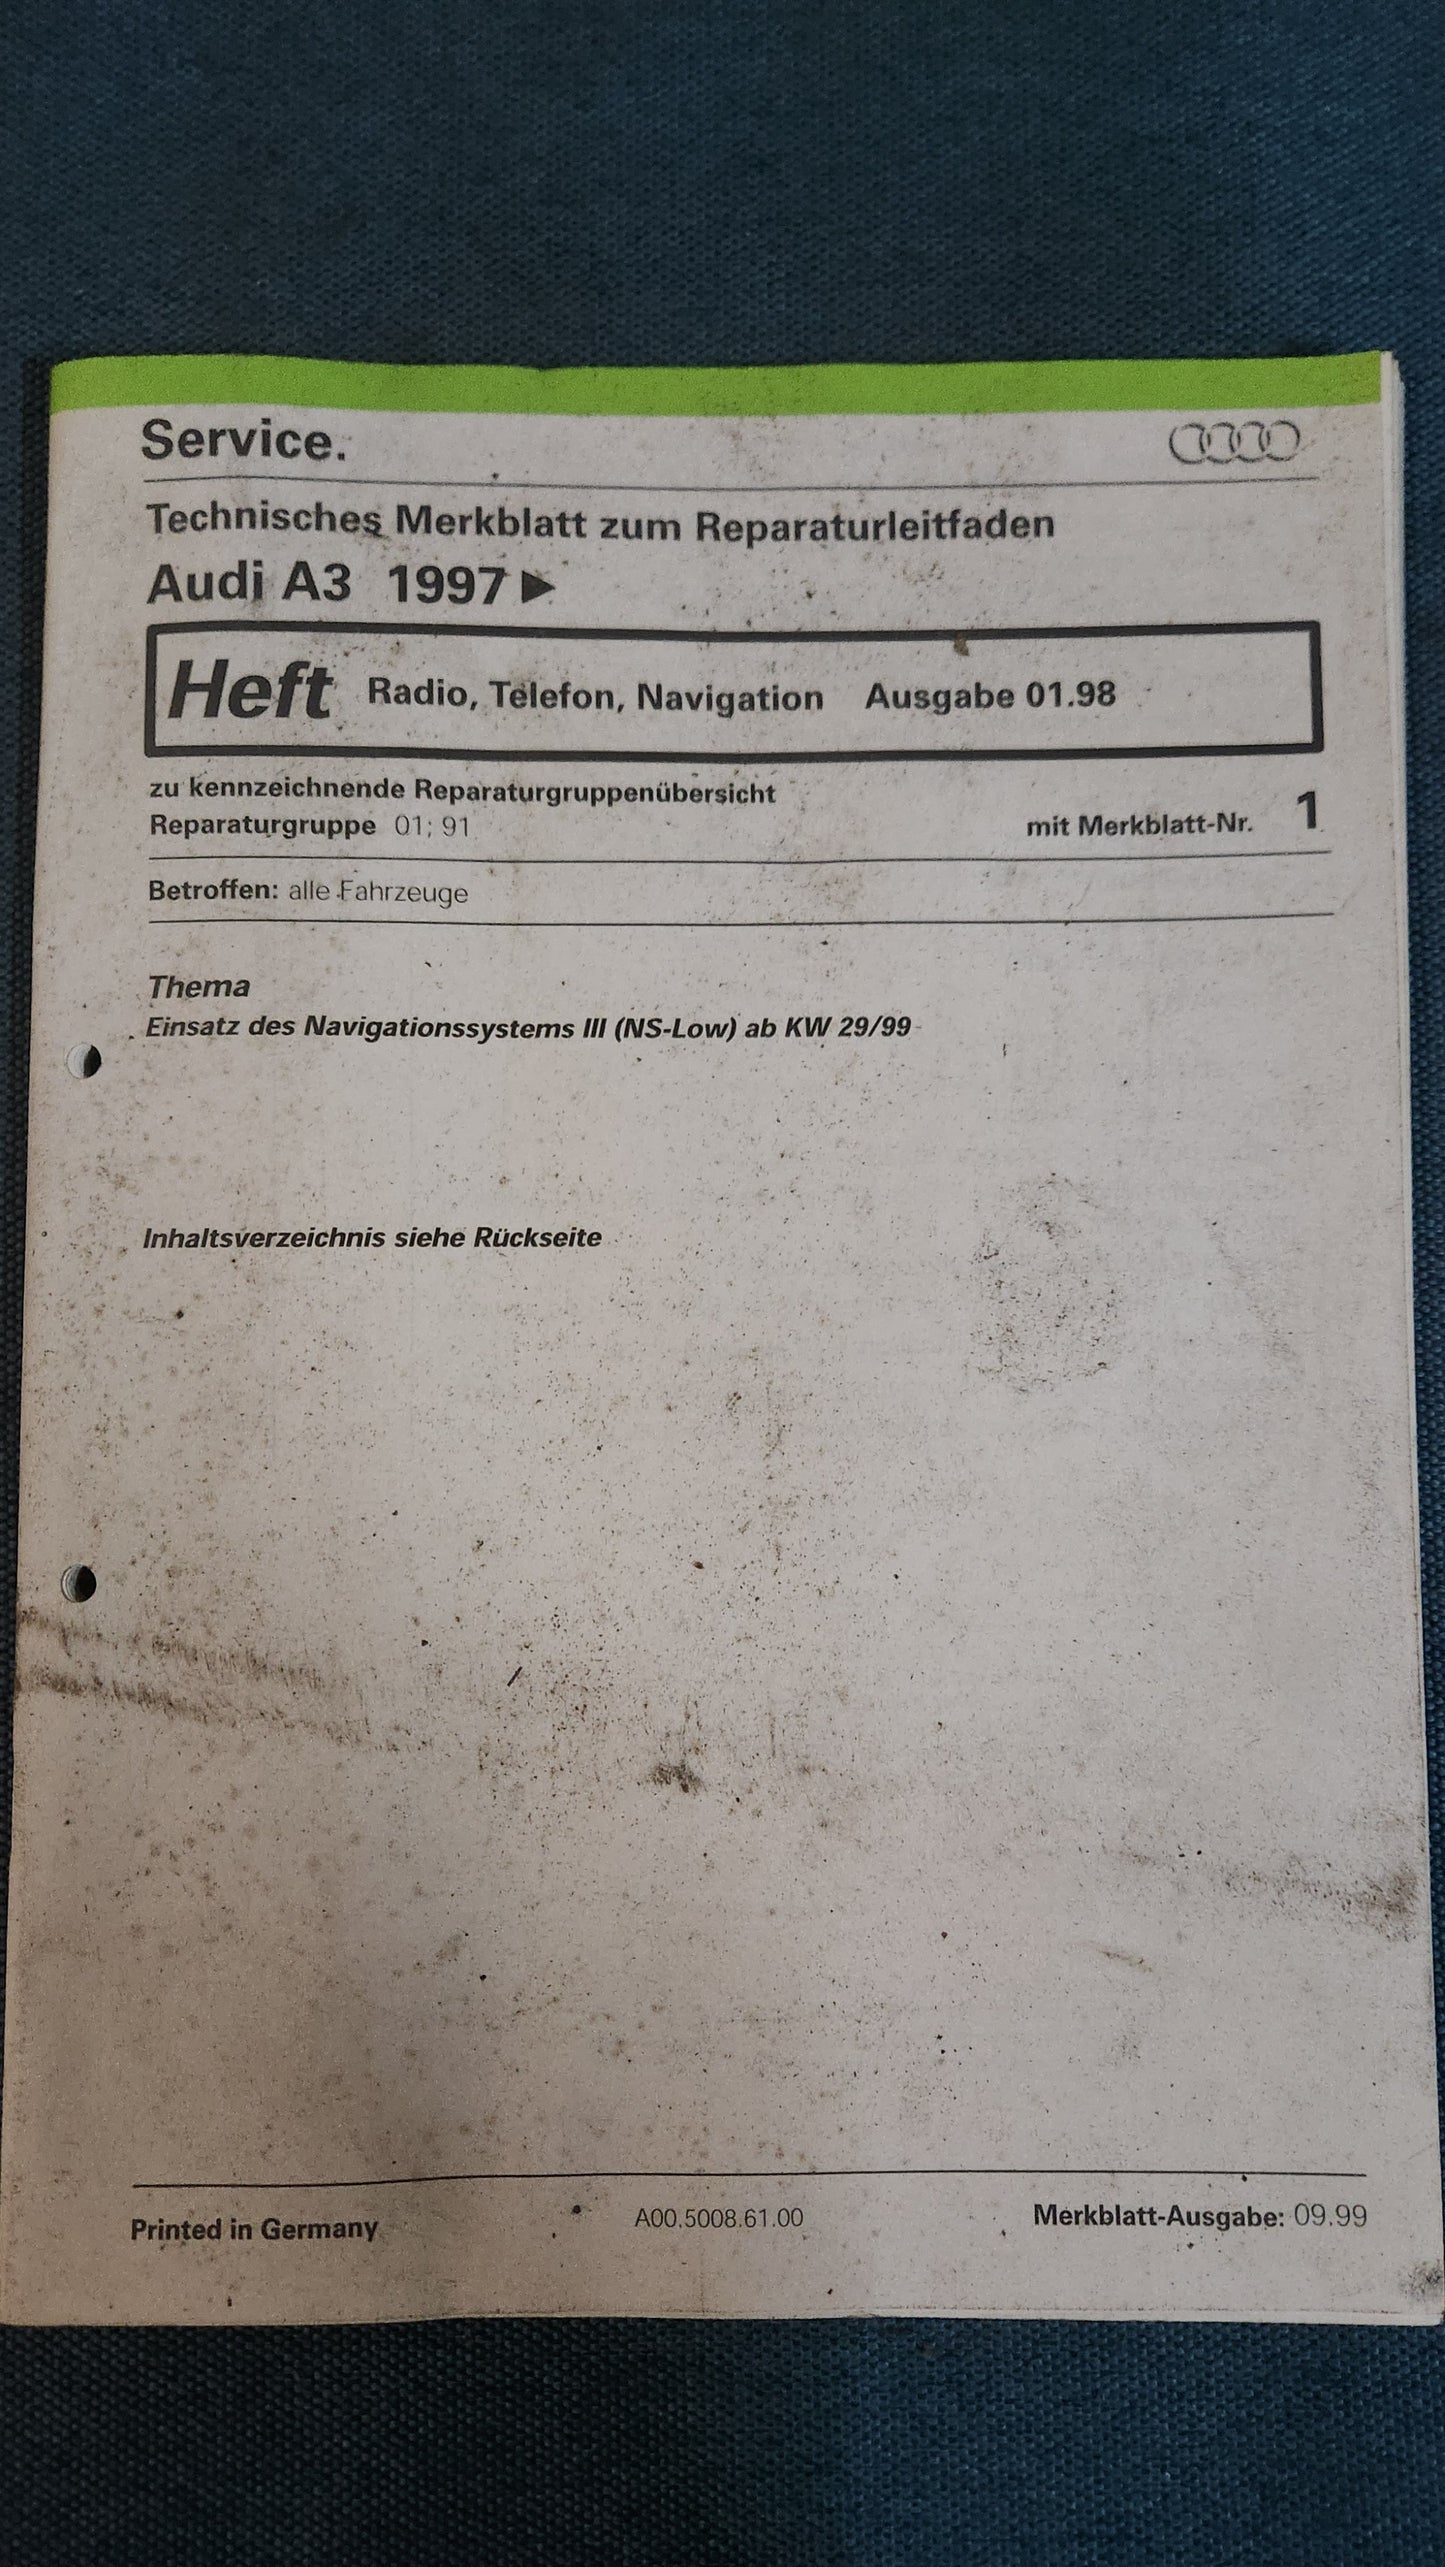 Service.
Technisches Merkblatt zum Reparaturleitfaden
Audi A3 1997 ►
Heft Radio, Telefon, Navigation Ausgabe 01.98
zu kennzeichnende Reparaturgruppenübersicht
Reparaturgruppe 01; 91 mit Merkblatt-Nr. 1
Betroffen: alle Fahrzeuge
Thema
Einsatz des Navigationssystems III (NS-Low) ab KW 29/99
Inhaltsverzeichnis siehe Rückseite
Printed in Germany A00.5008.61.00 Merkblatt-Ausgabe: 09.99